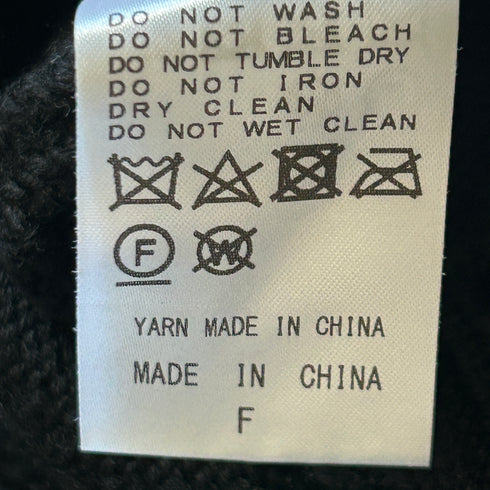 DO NOT WASH
DO NOT BLEACH
DO NOT TUMBLE DRY
DO NOT IRON
DRY CLEAN
DO NOT WET CLEAN
F W
YARN MADE IN CHINA
MADE IN CHINA
F